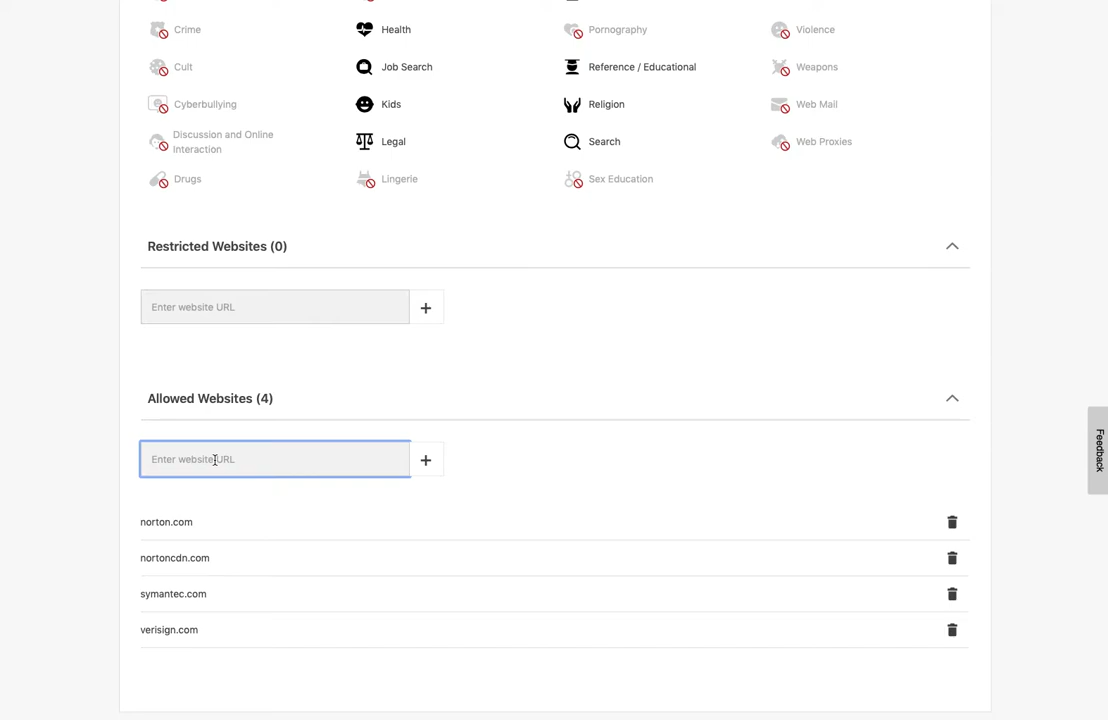 Crime
Health
Pornography
Violence
Cult
Job Search
Reference / Educational
Weapons
Cyberbullying
Kids
Religion
Web Mail
Discussion and Online
Interaction
Legal
Search
Web Proxies
Drugs
Lingerie
Sex Education
Restricted Websites (0)
Enter website URL
+
Allowed Websites (4)
Enter website URL
+
norton.com
nortoncdn.com
symantec.com
verisign.com
Feedback